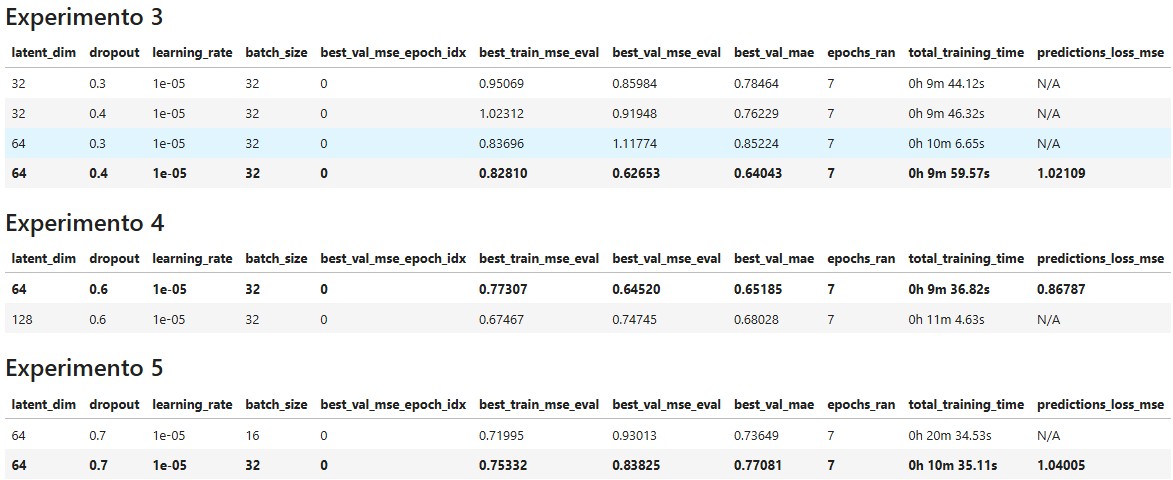 Experimento 3
latent_dim dropout learning_rate batch_size best_val_mse_epoch_idx best_train_mse_eval best_val_mse_eval best_val_mae epochs_ran total_training_time predictions_loss_mse
32 0.3 1e-05 32 0 0.95069 0.85984 0.78464 7 0h 9m 44.12s N/A
32 0.4 1e-05 32 0 1.02312 0.91948 0.76229 7 0h 9m 46.32s N/A
64 0.3 1e-05 32 0 0.83696 1.11774 0.85224 7 0h 10m 6.65s N/A
64 0.4 1e-05 32 0 0.82810 0.62653 0.64043 7 0h 9m 59.57s 1.02109
Experimento 4
latent_dim dropout learning_rate batch_size best_val_mse_epoch_idx best_train_mse_eval best_val_mse_eval best_val_mae epochs_ran total_training_time predictions_loss_mse
64 0.6 1e-05 32 0 0.77307 0.64520 0.65185 7 0h 9m 36.82s 0.86787
128 0.6 1e-05 32 0 0.67467 0.74745 0.68028 7 0h 11m 4.63s N/A
Experimento 5
latent_dim dropout learning_rate batch_size best_val_mse_epoch_idx best_train_mse_eval best_val_mse_eval best_val_mae epochs_ran total_training_time predictions_loss_mse
64 0.7 1e-05 16 0 0.71995 0.93013 0.73649 7 0h 20m 34.53s N/A
64 0.7 1e-05 32 0 0.75332 0.83825 0.77081 7 0h 10m 35.11s 1.04005